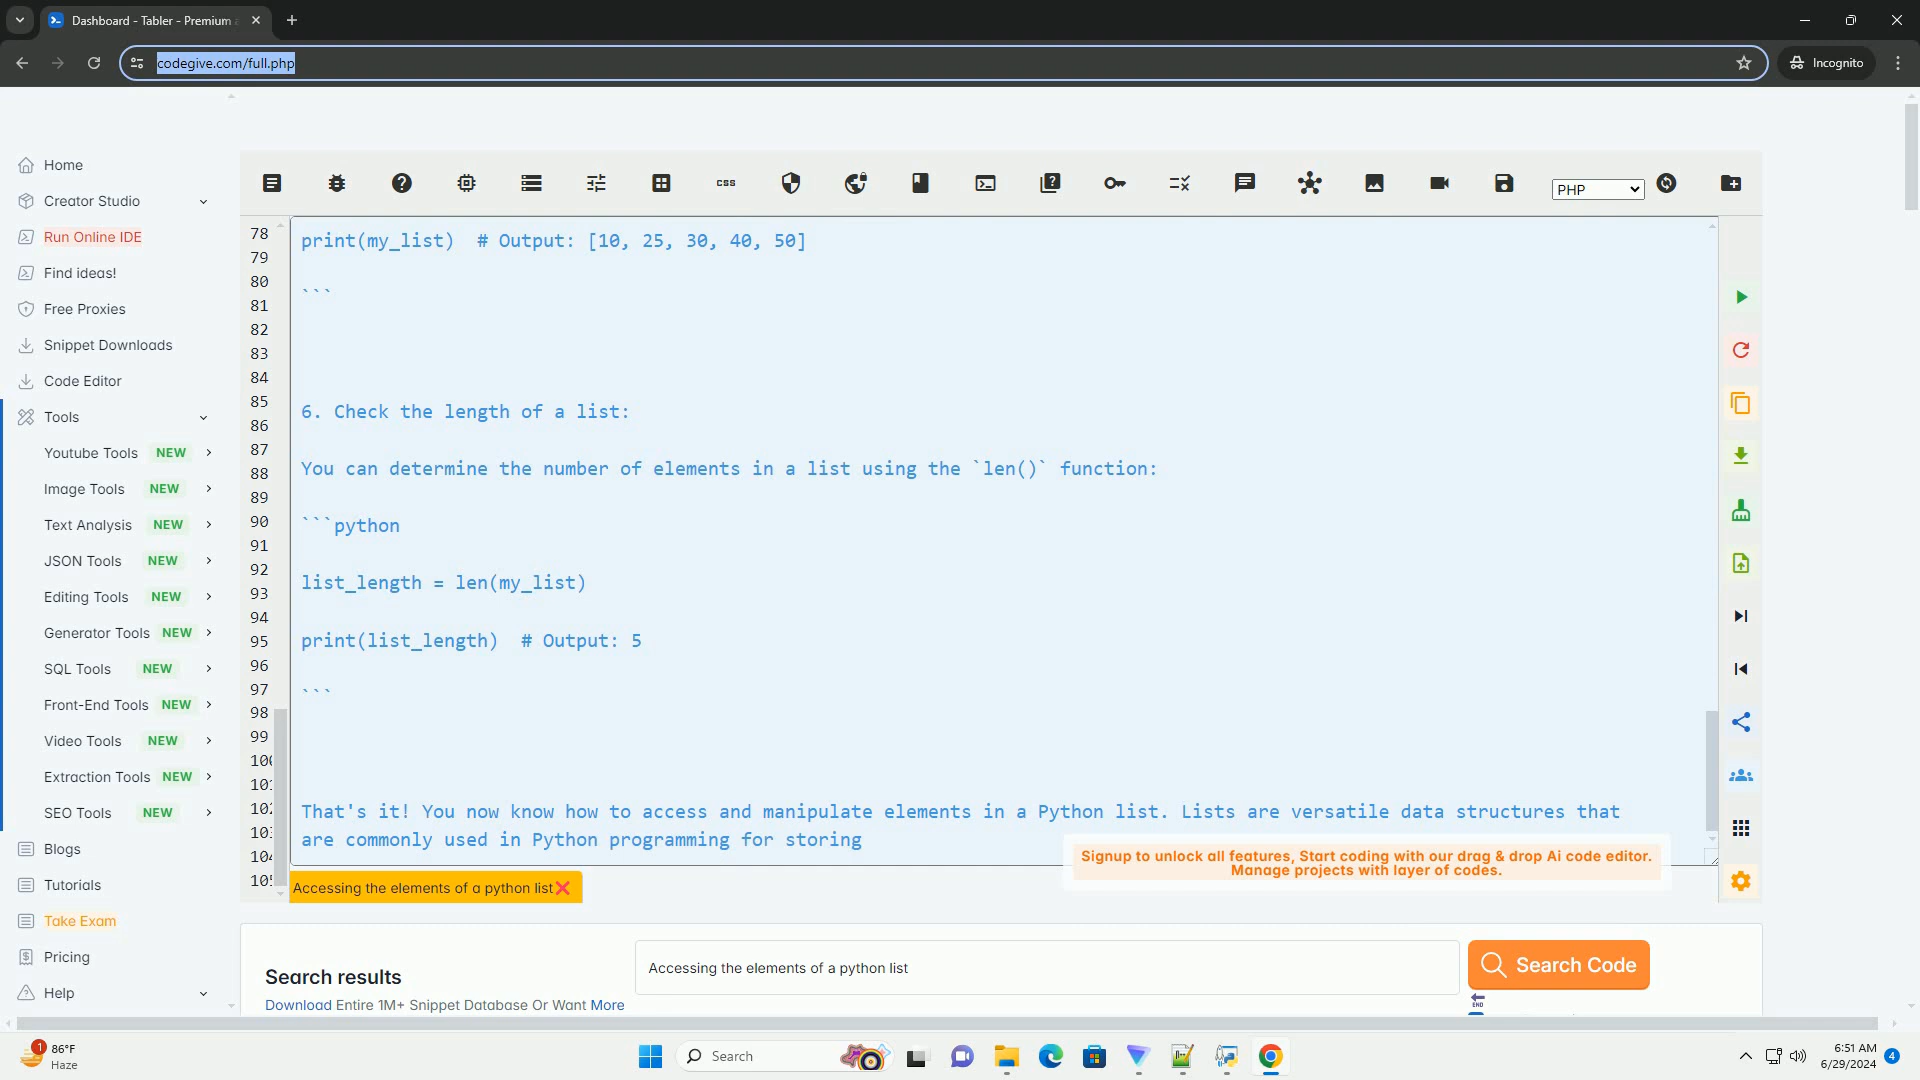 Dashboard - Tabler - Premium
codegive.com/full.php
Incognito
Home
Creator Studio
Run Online IDE
Find ideas!
Free Proxies
Snippet Downloads
Code Editor
Tools
Youtube Tools NEW
Image Tools NEW
Text Analysis NEW
JSON Tools NEW
Editing Tools NEW
Generator Tools NEW
SQL Tools NEW
Front-End Tools NEW
Video Tools NEW
Extraction Tools NEW
SEO Tools NEW
Blogs
Tutorials
Take Exam
Pricing
Help
css
PHP
78
79
80
81
82
83
84
85
86
87
88
89
90
91
92
93
94
95
96
97
98
99
print(my_list)  # Output: [10, 25, 30, 40, 50]
```
6. Check the length of a list:
You can determine the number of elements in a list using the `len()` function:
```python
list_length = len(my_list)
print(list_length)  # Output: 5
```
That's it! You now know how to access and manipulate elements in a Python list. Lists are versatile data structures that
are commonly used in Python programming for storing
Signup to unlock all features, Start coding with our drag & drop Ai code editor.
Manage projects with layer of codes.
Accessing the elements of a python list
Search results
Download Entire 1M+ Snippet Database Or Want More
Accessing the elements of a python list
Search Code
END
1
86°F
Haze
Search
6:51 AM
6/29/2024
4